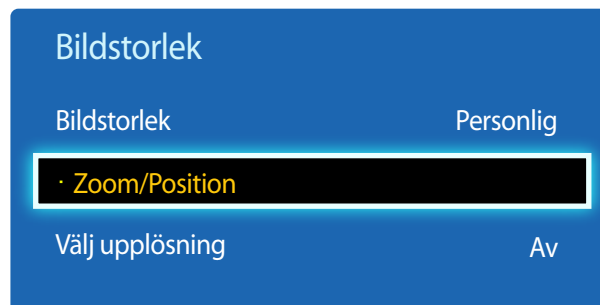 Bildstorlek
Bildstorlek Personlig
· Zoom/Position
Välj upplösning Av